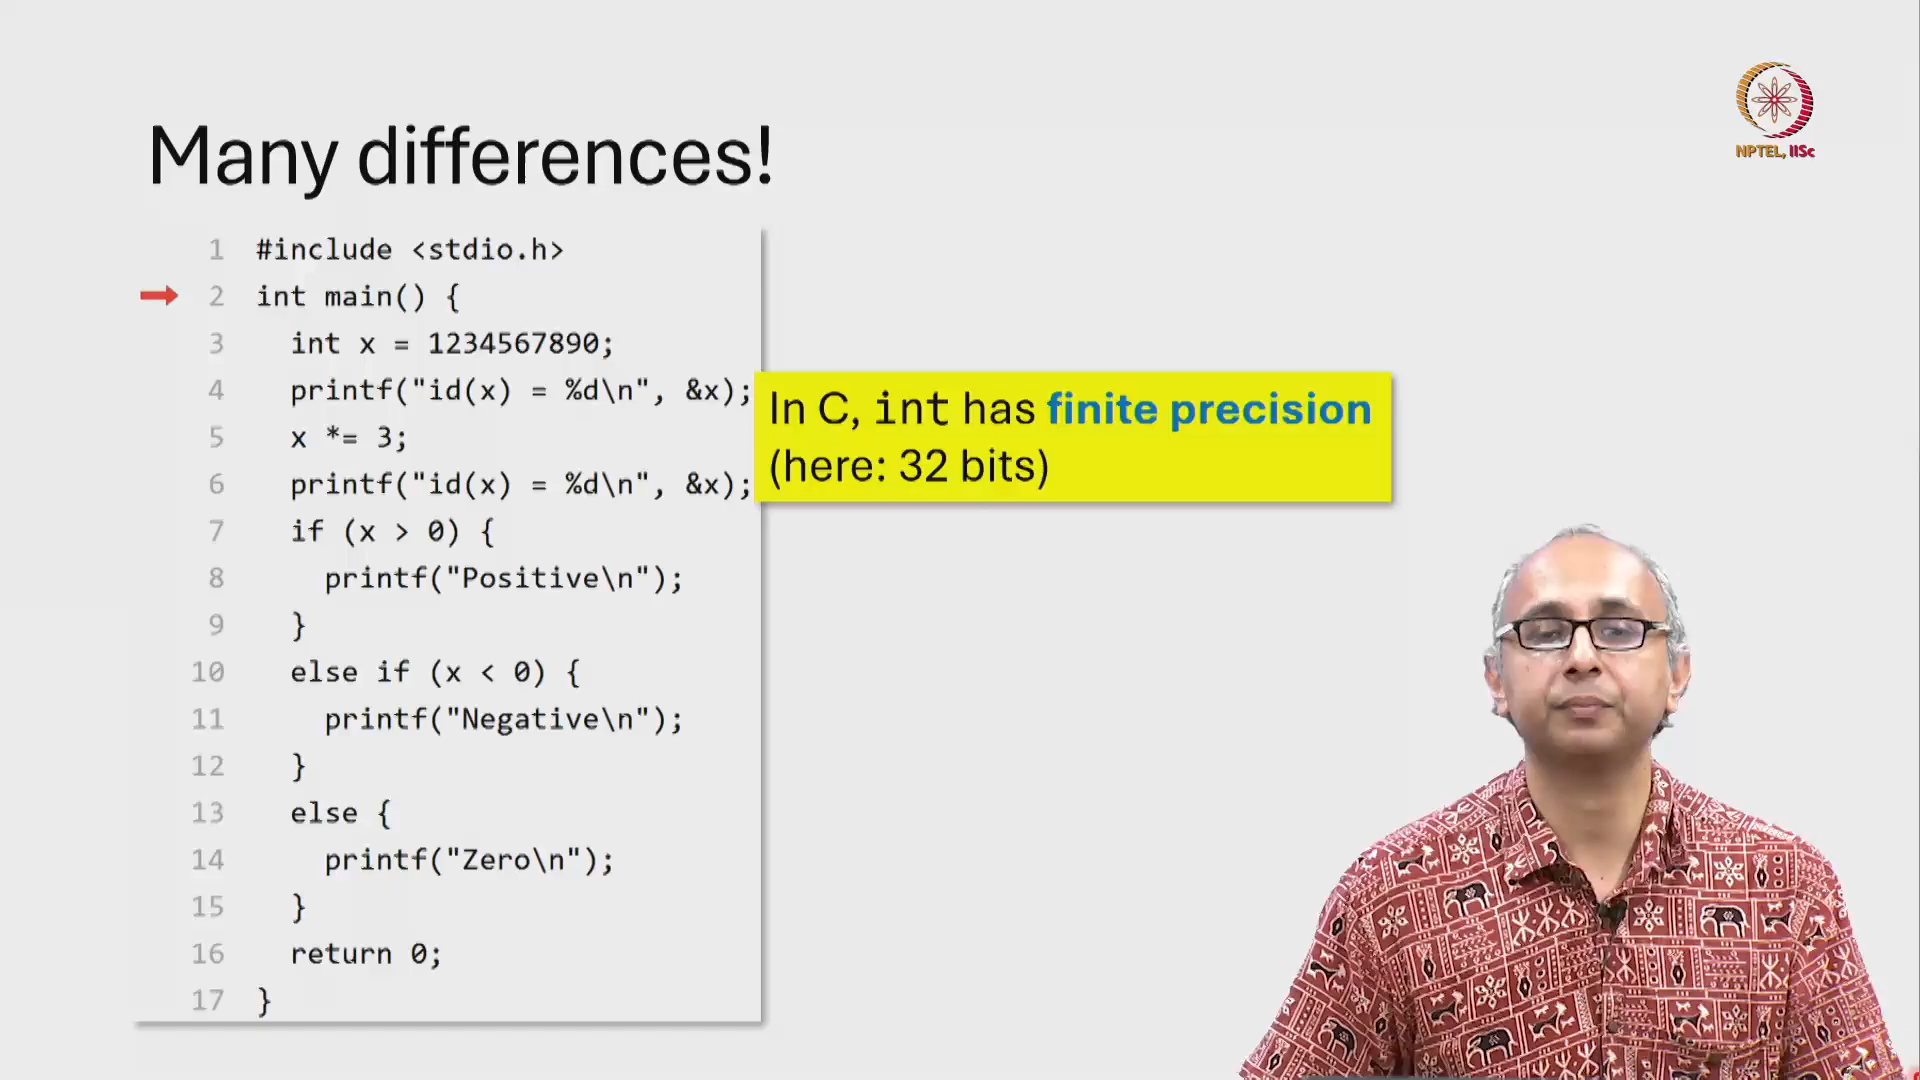 NPTEL, IISc
Many differences!
1 #include <stdio.h>
2 int main() {
3 int x = 1234567890;
4 printf("id(x) = %d\n", &x);
5 x *= 3;
6 printf("id(x) = %d\n", &x);
7 if (x > 0) {
8 printf("Positive\n");
9 }
10 else if (x < 0) {
11 printf("Negative\n");
12 }
13 else {
14 printf("Zero\n");
15 }
16 return 0;
17 }
In C, int has finite precision
(here: 32 bits)